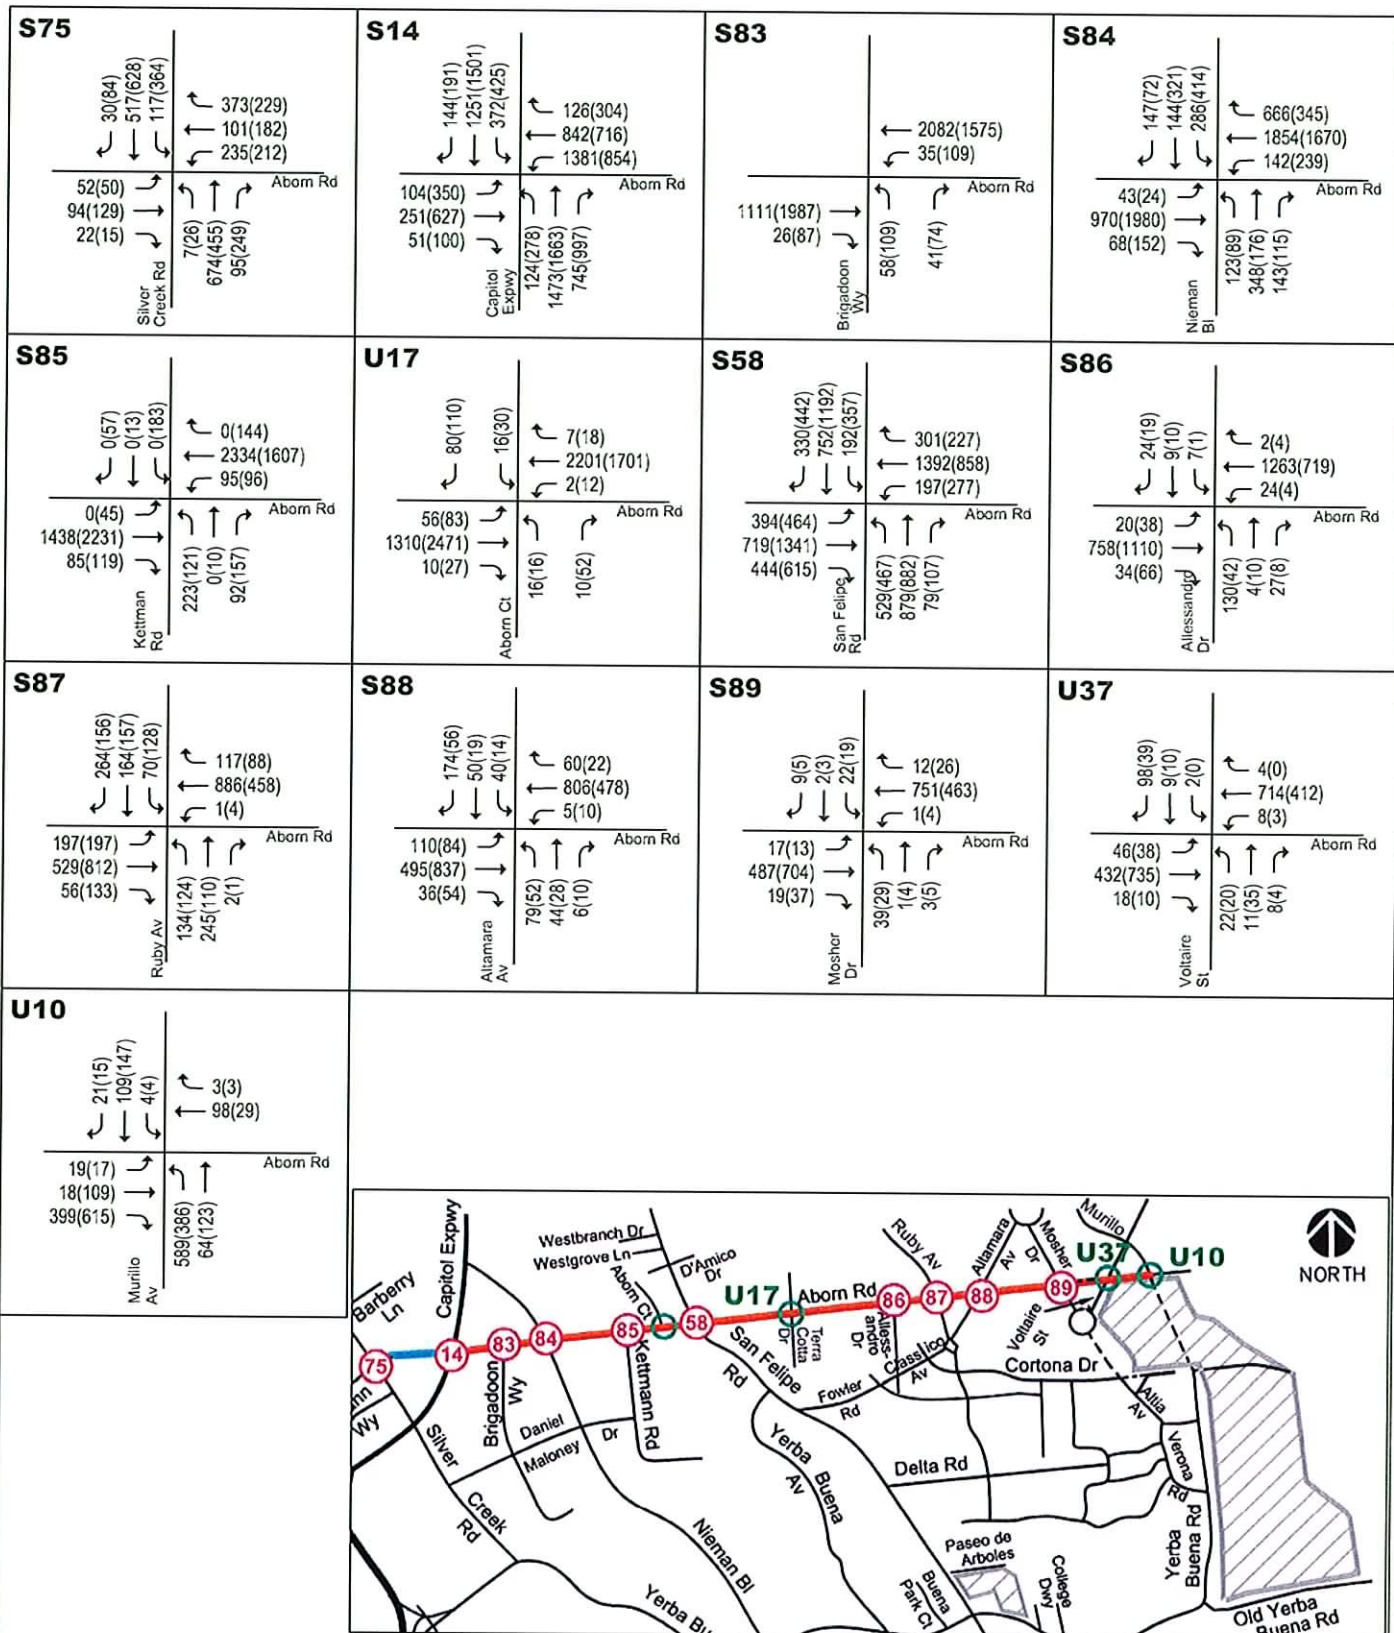 S75
30(84)
517(628)
117(364)
373(229)
101(182)
235(212)
Aborn Rd
52(50)
94(129)
22(15)
7(26)
674(455)
95(249)
Silver
Creek Rd
S14
144(191)
1251(1501)
372(425)
126(304)
842(716)
1381(854)
Aborn Rd
104(350)
251(627)
51(100)
124(278)
1473(1663)
745(997)
Capitol
Expwy
S83
2082(1575)
35(109)
Aborn Rd
1111(1987)
26(87)
58(109)
41(74)
Brigadoon
Wy
S84
147(72)
144(321)
286(414)
666(345)
1854(1670)
142(239)
Aborn Rd
43(24)
970(1980)
68(152)
123(89)
348(176)
143(115)
Nieman
Bl
S85
0(57)
0(13)
0(183)
0(144)
2334(1607)
95(96)
Aborn Rd
0(45)
1438(2231)
85(119)
223(121)
0(10)
92(157)
Kettman
Rd
U17
80(110)
16(30)
7(18)
2201(1701)
2(12)
Aborn Rd
56(83)
1310(2471)
10(27)
16(16)
10(52)
Aborn Ct
S58
330(442)
752(1192)
192(357)
301(227)
1392(858)
197(277)
Aborn Rd
394(464)
719(1341)
444(615)
529(467)
879(882)
79(107)
San Felipe
Rd
S86
24(19)
9(10)
7(1)
2(4)
1263(719)
24(4)
Aborn Rd
20(38)
758(1110)
34(66)
130(42)
4(10)
27(8)
Allessandro
Dr
S87
264(156)
164(157)
70(128)
117(88)
886(458)
1(4)
Aborn Rd
197(197)
529(812)
56(133)
134(124)
245(110)
2(1)
Ruby Av
S88
174(56)
50(19)
40(14)
60(22)
806(478)
5(10)
Aborn Rd
110(84)
495(837)
36(54)
79(52)
44(28)
6(10)
Altamara
Av
S89
9(5)
2(3)
22(19)
12(26)
751(463)
1(4)
Aborn Rd
17(13)
487(704)
19(37)
39(29)
1(4)
3(5)
Mosher
Dr
U37
98(39)
9(10)
2(0)
4(0)
714(412)
8(3)
Aborn Rd
46(38)
432(735)
18(10)
22(20)
11(35)
8(4)
Voltaire
St
U10
21(15)
109(147)
4(4)
3(3)
98(29)
Aborn Rd
19(17)
18(109)
399(615)
589(386)
64(123)
Murillo
Av
Barberry
Ln
Capitol Expwy
Westbranch Dr
Westgrove Ln
Aborn Ct
D'Amico
Dr
U17
Aborn Rd
Ruby Av
Altamara
Av
Mosher
Dr
Murillo
U37
U10
NORTH
75
14
83
84
85
58
86
87
88
89
nn
Wy
Silver
Creek
Rd
Brigadoon
Wy
Daniel
Maloney
Dr
Kettmann Rd
San Felipe
Rd
Terra
Cotta
Dr
Alless-
andro
Dr
Classico
Av
Fowler
Rd
Voltaire
St
Cortona Dr
Altia
Av
Verona
Rd
Delta Rd
Yerba Buena
Av
Nieman Bl
Yerba Bu
Paseo de
Arboles
Buena
Park Ct
College
Dwy
Yerba
Buena Rd
Old Yerba
Buena Rd